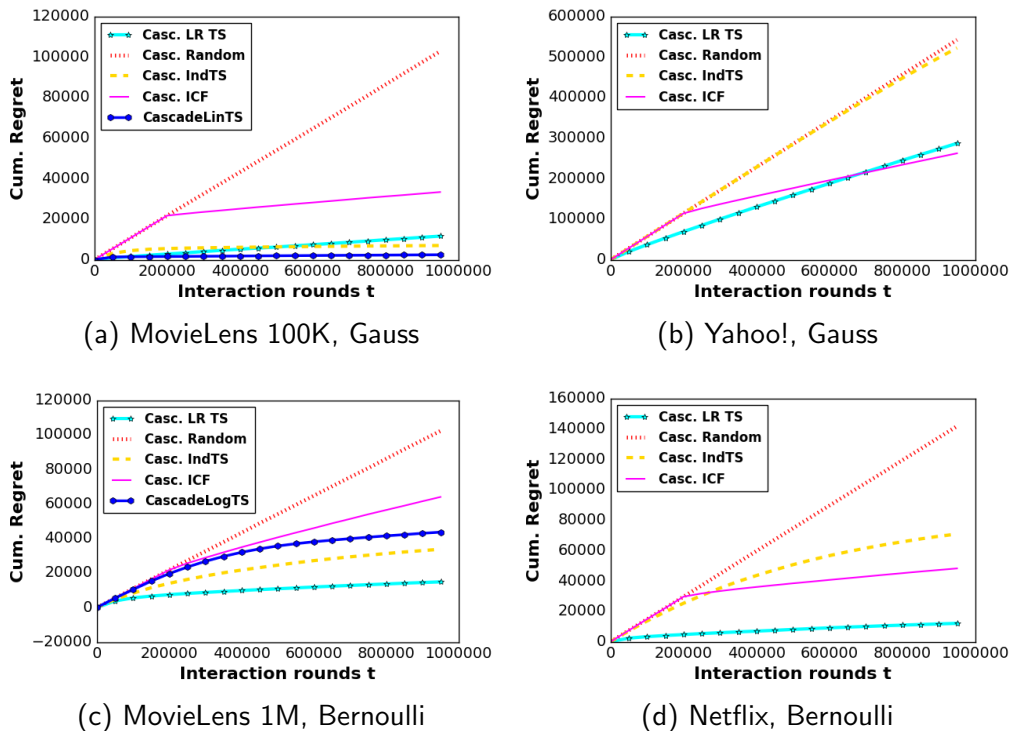 120000
100000
80000
60000
40000
20000
0
Cum. Regret
Casc. LR TS
Casc. Random
Casc. IndTS
Casc. ICF
CascadeLinTS
0 200000 400000 600000 800000 1000000
Interaction rounds t
(a) MovieLens 100K, Gauss
600000
500000
400000
300000
200000
100000
0
Cum. Regret
Casc. LR TS
Casc. Random
Casc. IndTS
Casc. ICF
0 200000 400000 600000 800000 1000000
Interaction rounds t
(b) Yahoo!, Gauss
120000
100000
80000
60000
40000
20000
0
−20000
Cum. Regret
Casc. LR TS
Casc. Random
Casc. IndTS
Casc. ICF
CascadeLogTS
0 200000 400000 600000 800000 1000000
Interaction rounds t
(c) MovieLens 1M, Bernoulli
160000
140000
120000
100000
80000
60000
40000
20000
0
Cum. Regret
Casc. LR TS
Casc. Random
Casc. IndTS
Casc. ICF
0 200000 400000 600000 800000 1000000
Interaction rounds t
(d) Netflix, Bernoulli